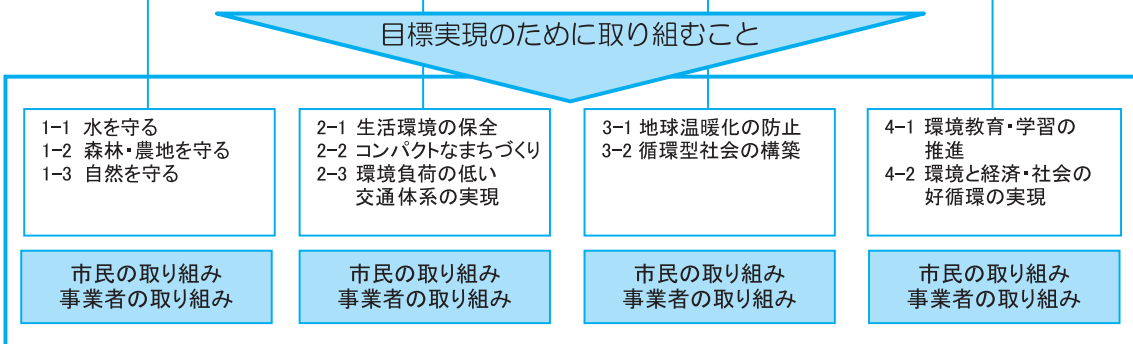 目標実現のために取り組むこと
1-1 水を守る
1-2 森林・農地を守る
1-3 自然を守る
2-1 生活環境の保全
2-2 コンパクトなまちづくり
2-3 環境負荷の低い
交通体系の実現
3-1 地球温暖化の防止
3-2 循環型社会の構築
4-1 環境教育・学習の
推進
4-2 環境と経済・社会の
好循環の実現
市民の取り組み
事業者の取り組み
市民の取り組み
事業者の取り組み
市民の取り組み
事業者の取り組み
市民の取り組み
事業者の取り組み